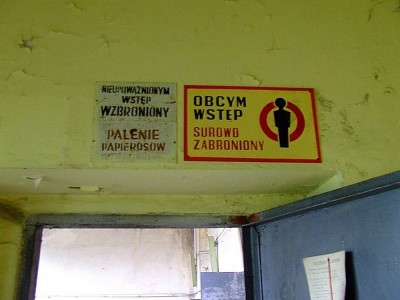 NIEUPOWAŻNIONYM
WSTĘP
WZBRONIONY
PALENIE
PAPIEROSÓW
OBCYM
WSTĘP
SUROWO
ZABRONIONY